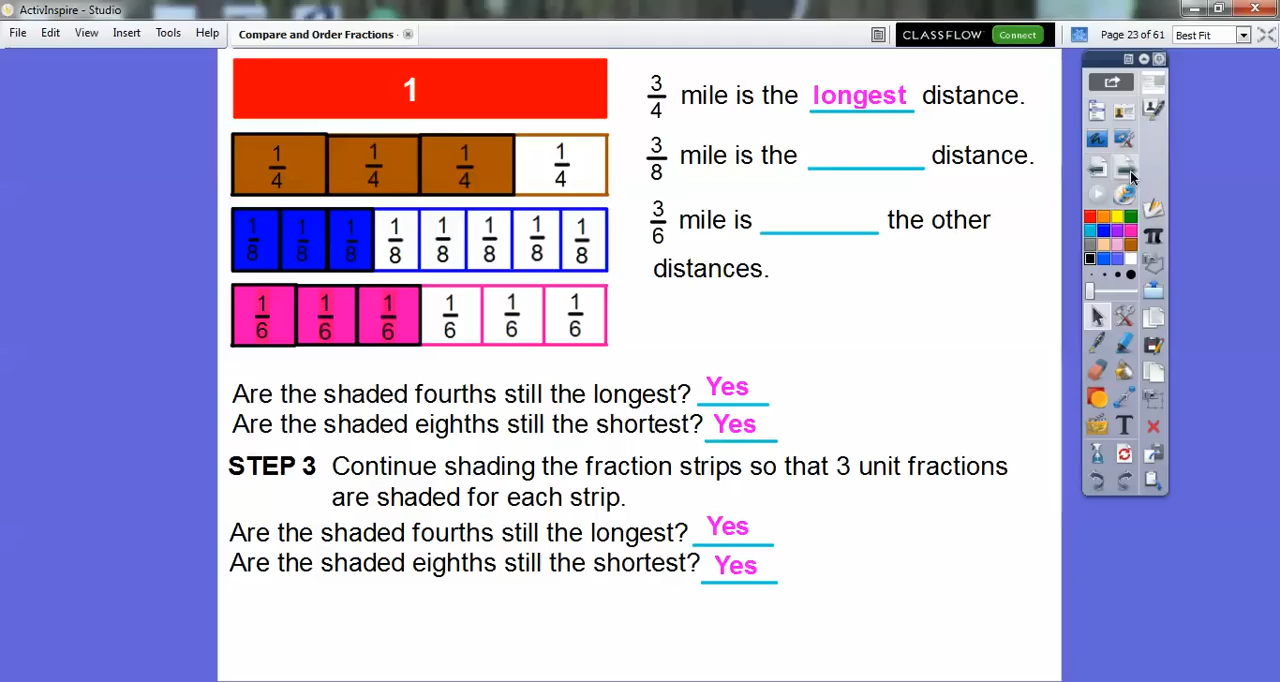 ActivInspire - Studio
File Edit View Insert Tools Help
Compare and Order Fractions
CLASSFLOW Connect
Page 23 of 61
Best Fit
1
1/4 1/4 1/4 1/4
1/8 1/8 1/8 1/8 1/8 1/8 1/8 1/8
1/6 1/6 1/6 1/6 1/6 1/6
3/4 mile is the longest distance.
3/8 mile is the ________ distance.
3/6 mile is ________ the other
distances.
Are the shaded fourths still the longest? Yes
Are the shaded eighths still the shortest? Yes
STEP 3 Continue shading the fraction strips so that 3 unit fractions
are shaded for each strip.
Are the shaded fourths still the longest? Yes
Are the shaded eighths still the shortest? Yes